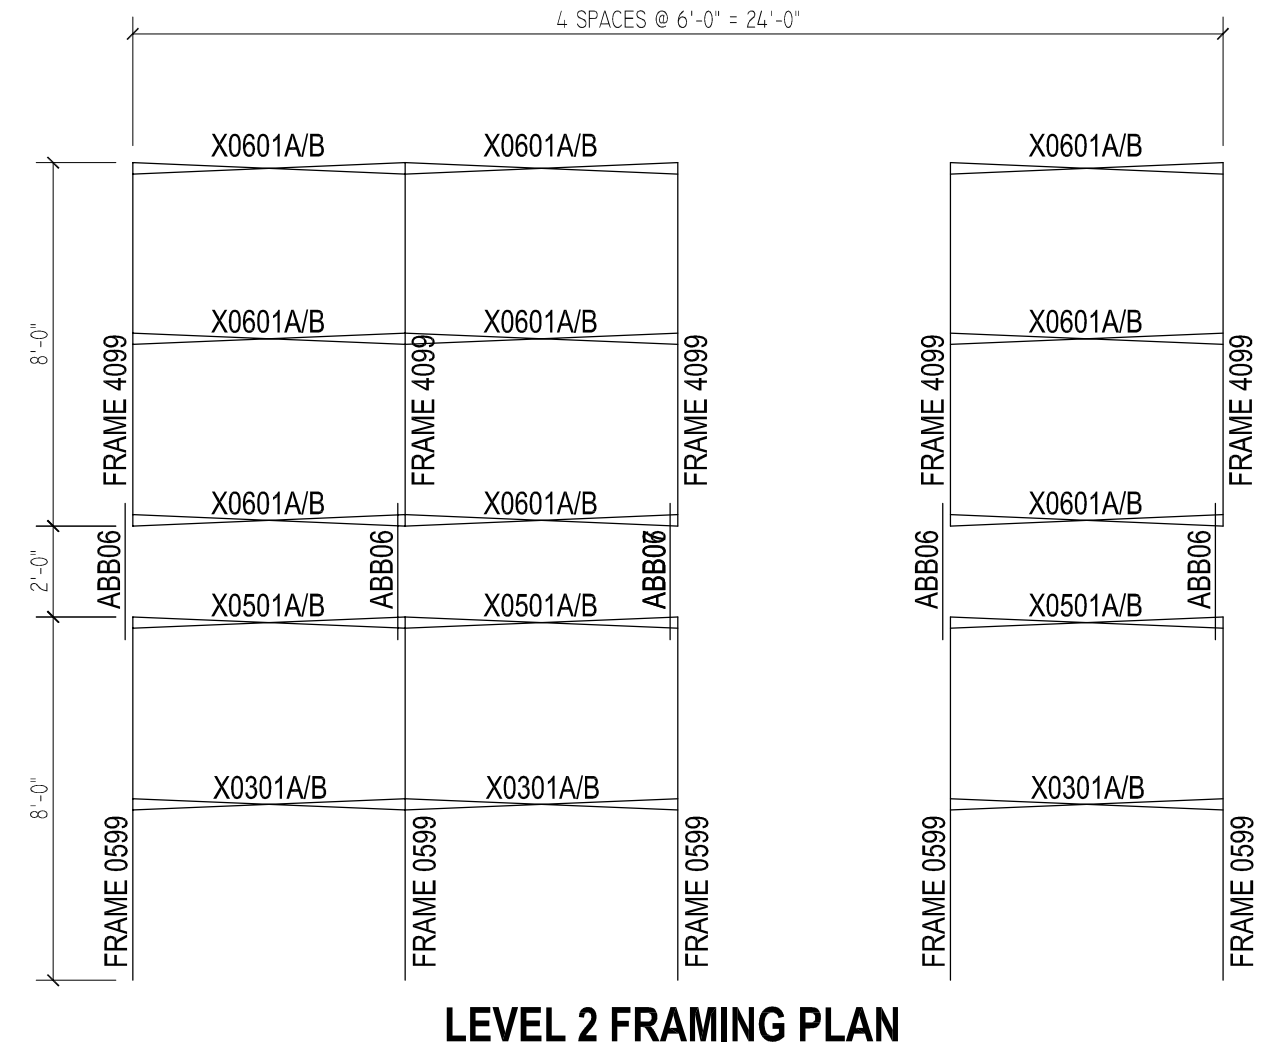 4 SPACES @ 6'-0" = 24'-0"
X0601A/B
X0601A/B
X0601A/B
X0601A/B
X0601A/B
X0601A/B
8'-0"
FRAME 4099
FRAME 4099
FRAME 4099
FRAME 4099
FRAME 4099
X0601A/B
X0601A/B
X0601A/B
2'-0"
ABB06
ABB06
ABB06
ABB06
X0501A/B
X0501A/B
X0501A/B
X0301A/B
X0301A/B
X0301A/B
8'-0"
FRAME 0599
FRAME 0599
FRAME 0599
FRAME 0599
FRAME 0599
LEVEL 2 FRAMING PLAN